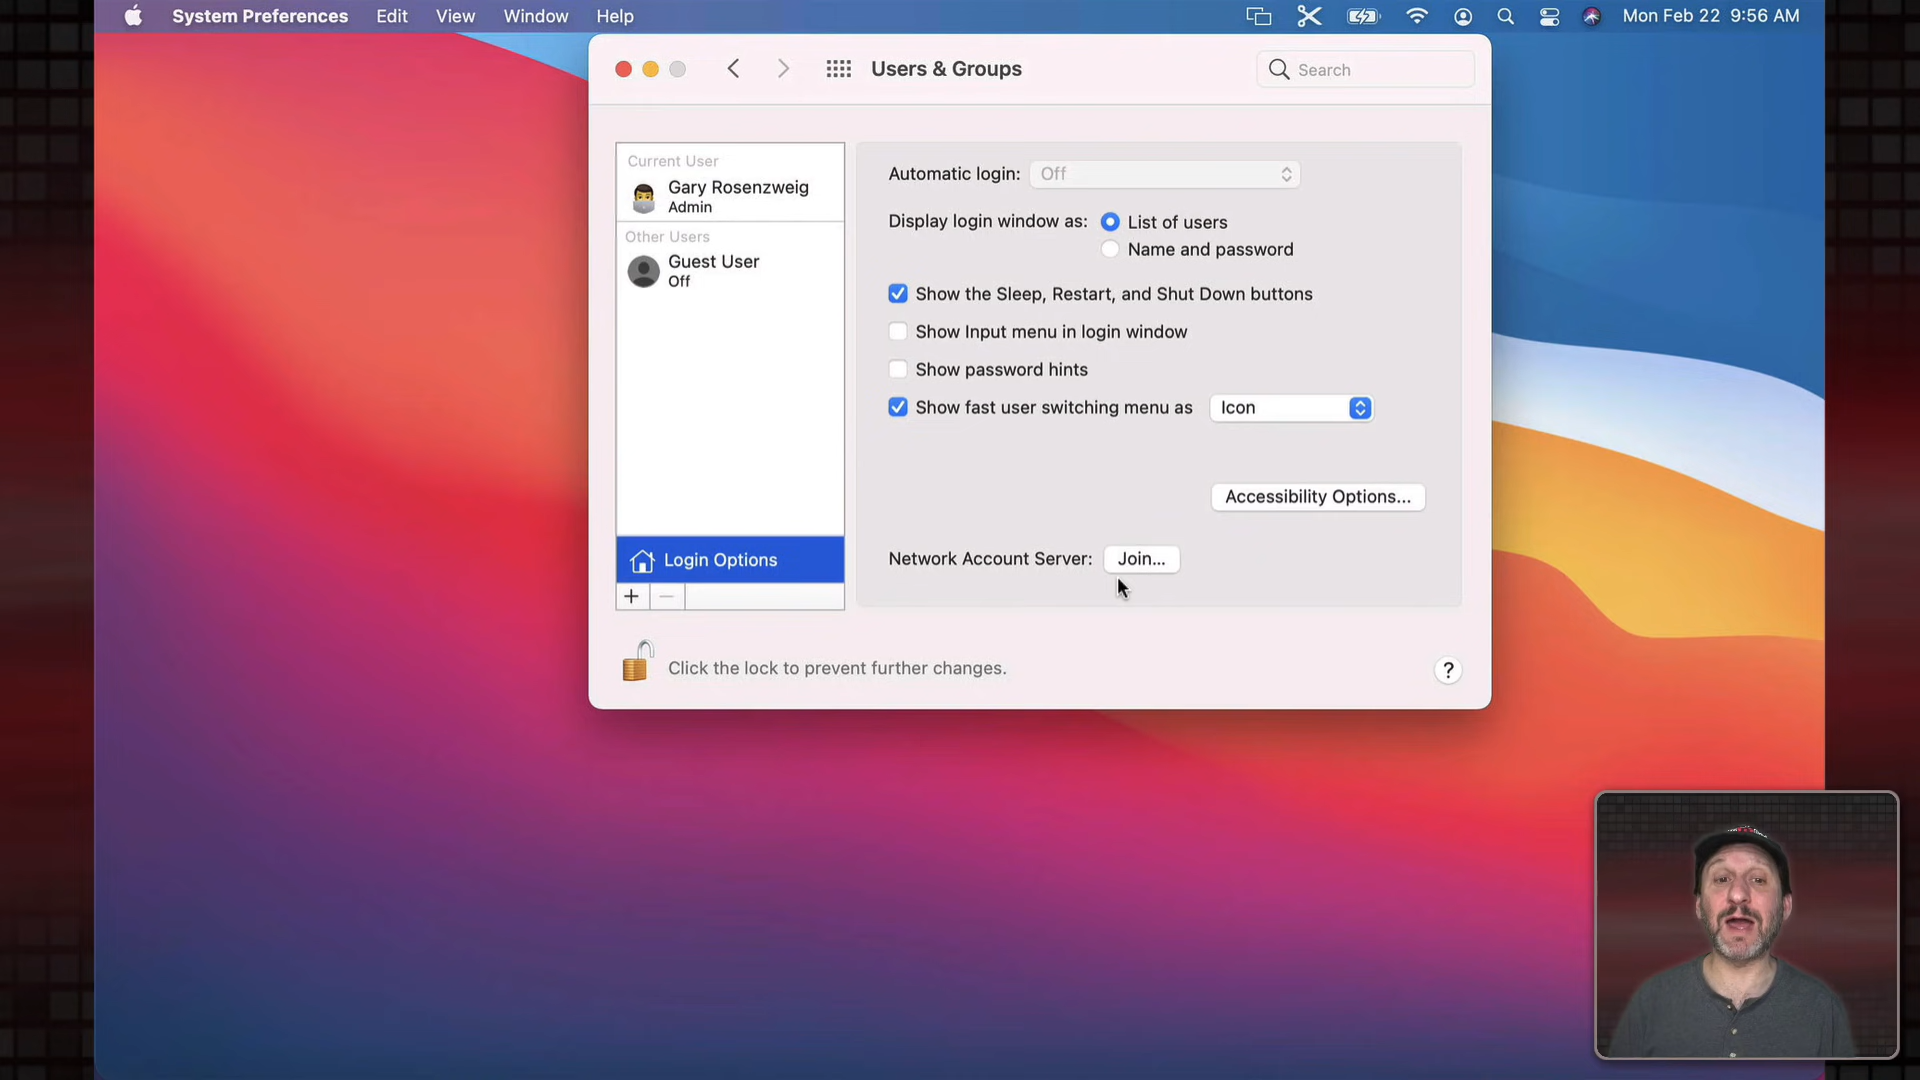 System Preferences Edit View Window Help Mon Feb 22 9:56 AM
Users & Groups Search
Current User
Gary Rosenzweig
Admin
Other Users
Guest User
Off
Login Options
+ −
Automatic login: Off
Display login window as: List of users
Name and password
Show the Sleep, Restart, and Shut Down buttons
Show Input menu in login window
Show password hints
Show fast user switching menu as Icon
Accessibility Options...
Network Account Server: Join...
Click the lock to prevent further changes. ?